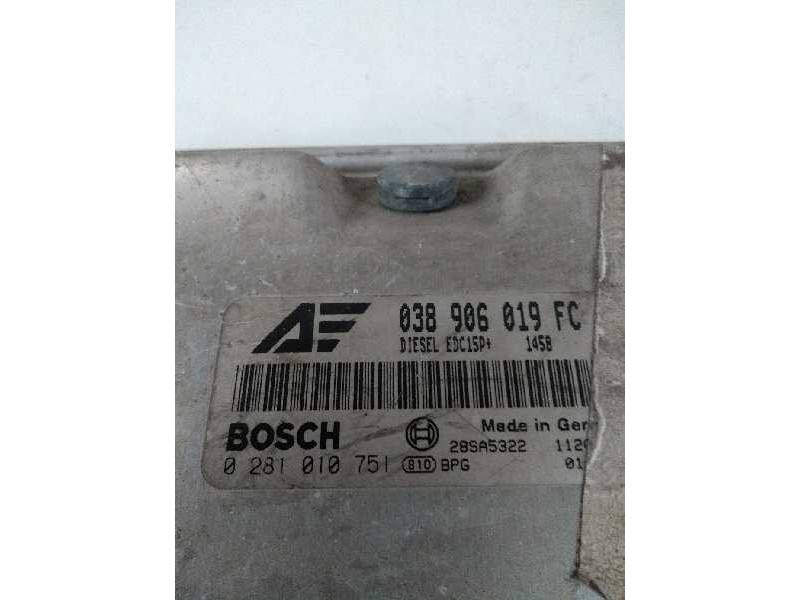 AE 038 906 019 FC
DIESEL EDC15P+ 1458
BOSCH Made in Ger
28SA5322 112
0 281 010 751 810 BPG 01